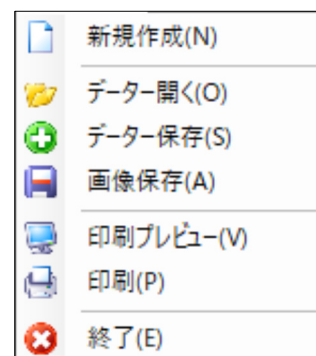 新規作成(N)
データー開く(O)
データー保存(S)
画像保存(A)
印刷プレビュー(V)
印刷(P)
終了(E)